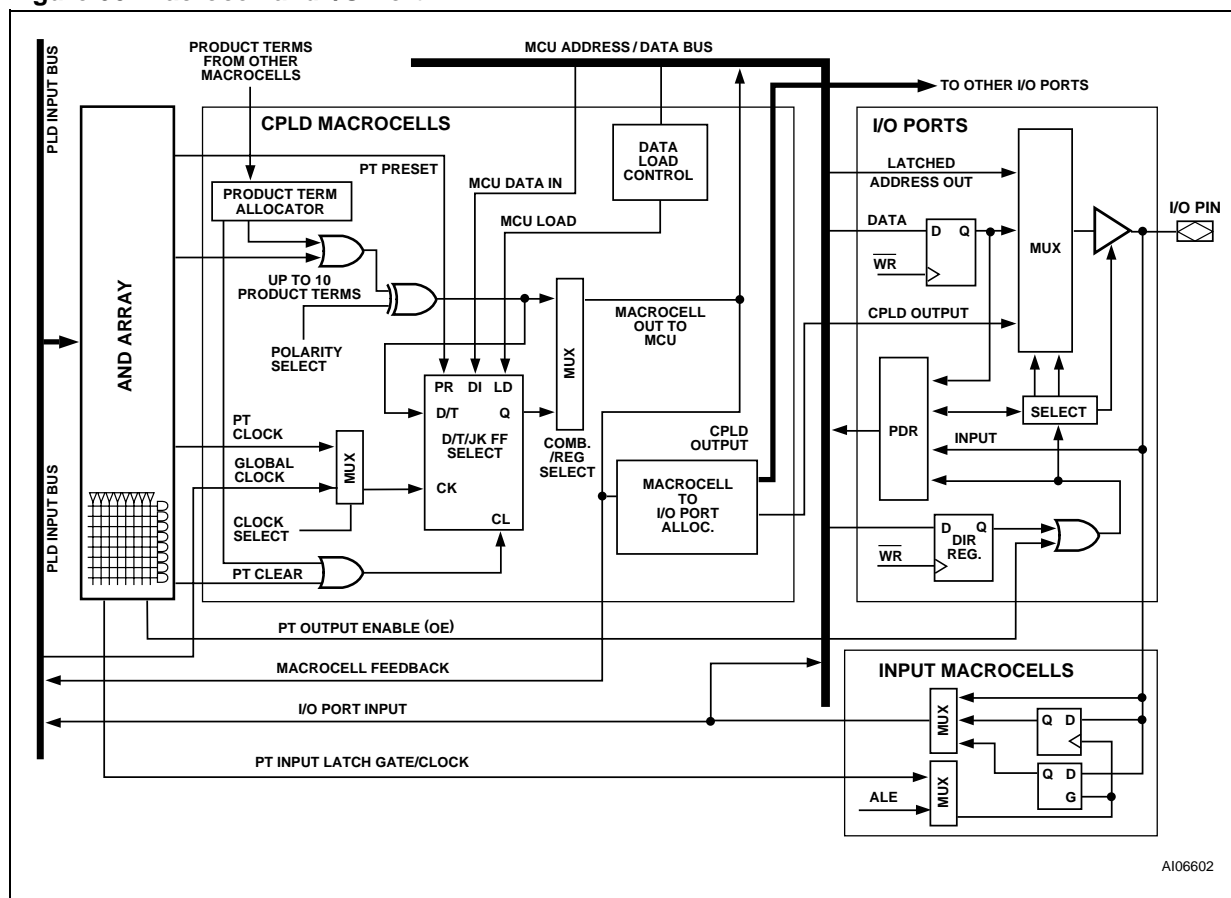 PLD INPUT BUS
PRODUCT TERMS
FROM OTHER
MACROCELLS
MCU ADDRESS / DATA BUS
TO OTHER I/O PORTS
CPLD MACROCELLS
I/O PORTS
DATA
LOAD
CONTROL
PT PRESET
MCU DATA IN
LATCHED
ADDRESS OUT
PRODUCT TERM
ALLOCATOR
MCU LOAD
I/O PIN
DATA
D Q
MUX
WR
AND ARRAY
UP TO 10
PRODUCT TERMS
MACROCELL
OUT TO
MCU
CPLD OUTPUT
POLARITY
SELECT
MUX
PR DI LD
D/T Q
D/T/JK FF
SELECT
COMB.
/REG
SELECT
CPLD
OUTPUT
SELECT
PDR
INPUT
PT
CLOCK
GLOBAL
CLOCK
MUX
CK
MACROCELL
TO
I/O PORT
ALLOC.
PLD INPUT BUS
CLOCK
SELECT
CL
D Q
DIR
REG.
WR
PT CLEAR
PT OUTPUT ENABLE (OE)
MACROCELL FEEDBACK
INPUT MACROCELLS
I/O PORT INPUT
MUX
Q D
PT INPUT LATCH GATE/CLOCK
Q D
G
ALE
MUX
AI06602